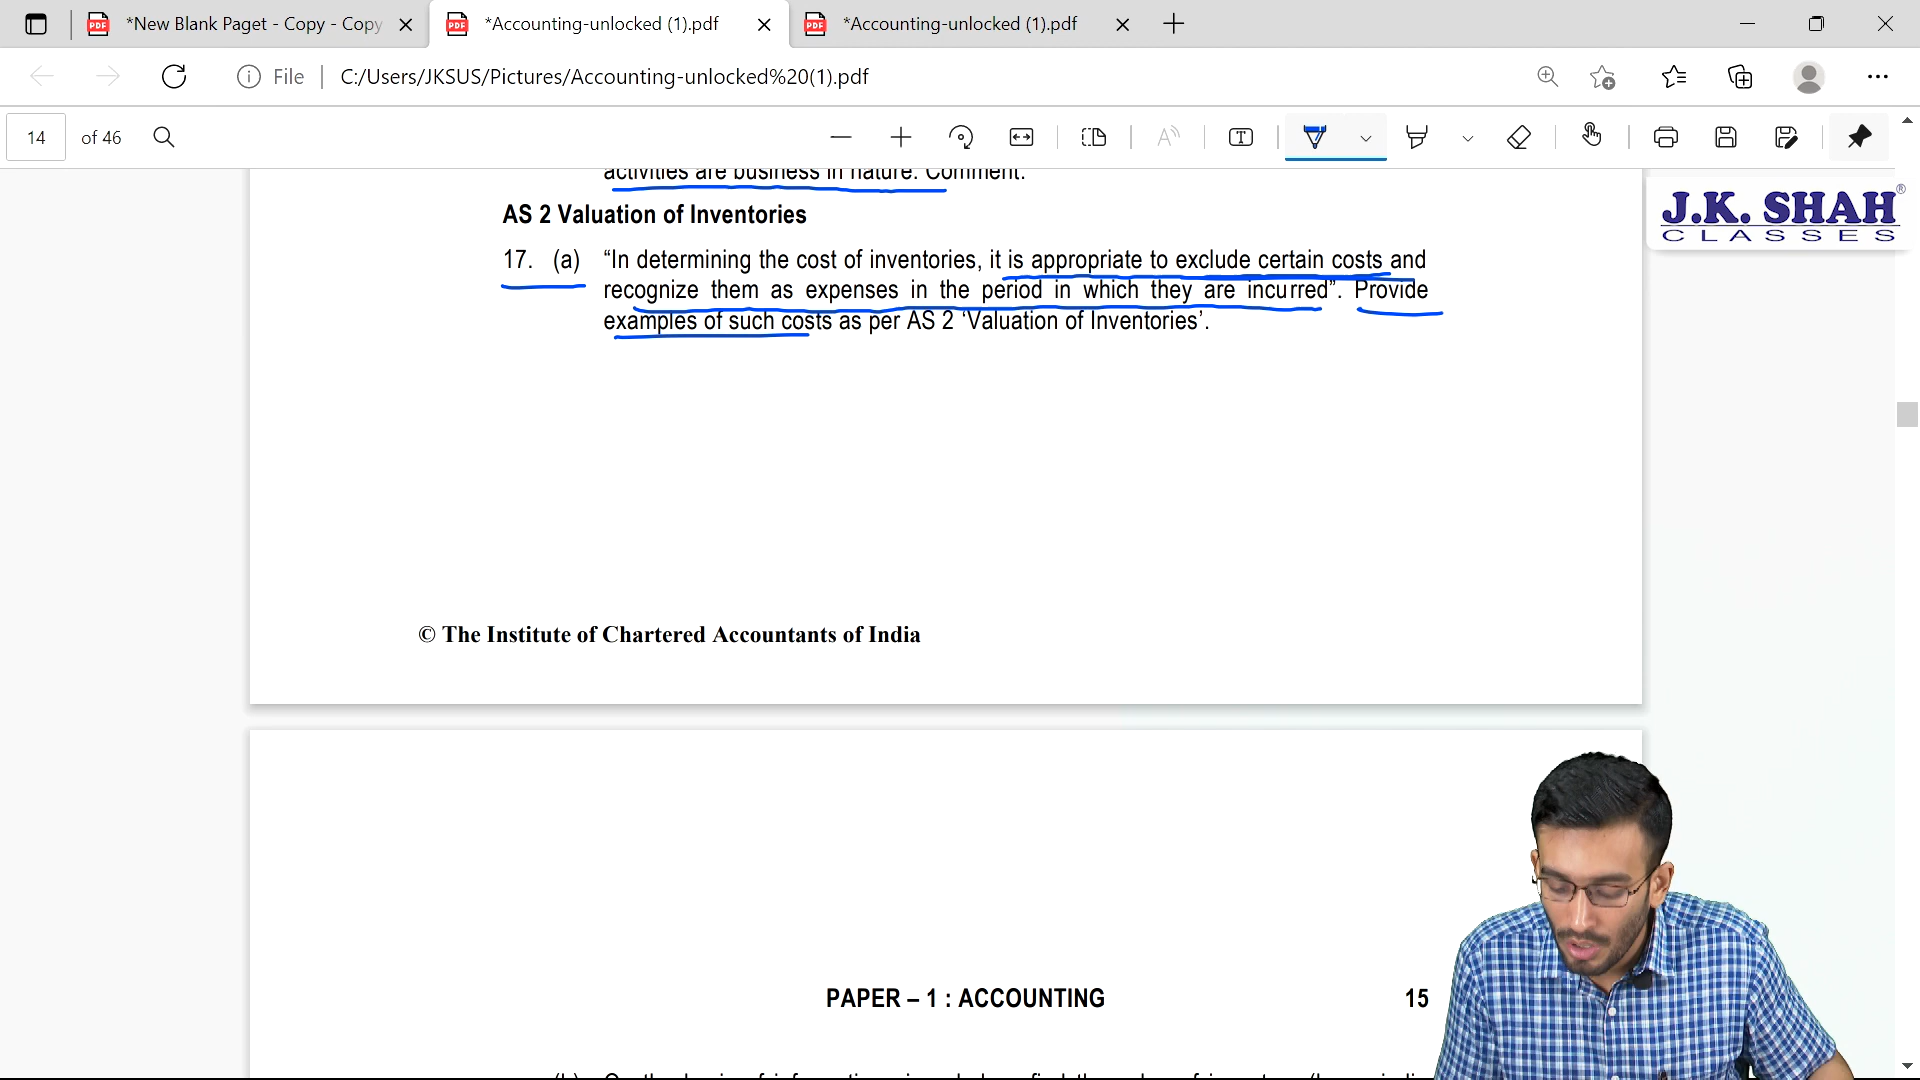 *New Blank Paget - Copy - Copy
*Accounting-unlocked (1).pdf
*Accounting-unlocked (1).pdf
File
C:/Users/JKSUS/Pictures/Accounting-unlocked%20(1).pdf
14 of 46
activities are business in nature. Comment.
J.K. SHAH®
CLASSES
AS 2 Valuation of Inventories
17. (a) “In determining the cost of inventories, it is appropriate to exclude certain costs and
recognize them as expenses in the period in which they are incurred”. Provide
examples of such costs as per AS 2 ‘Valuation of Inventories’.
© The Institute of Chartered Accountants of India
PAPER – 1 : ACCOUNTING 15